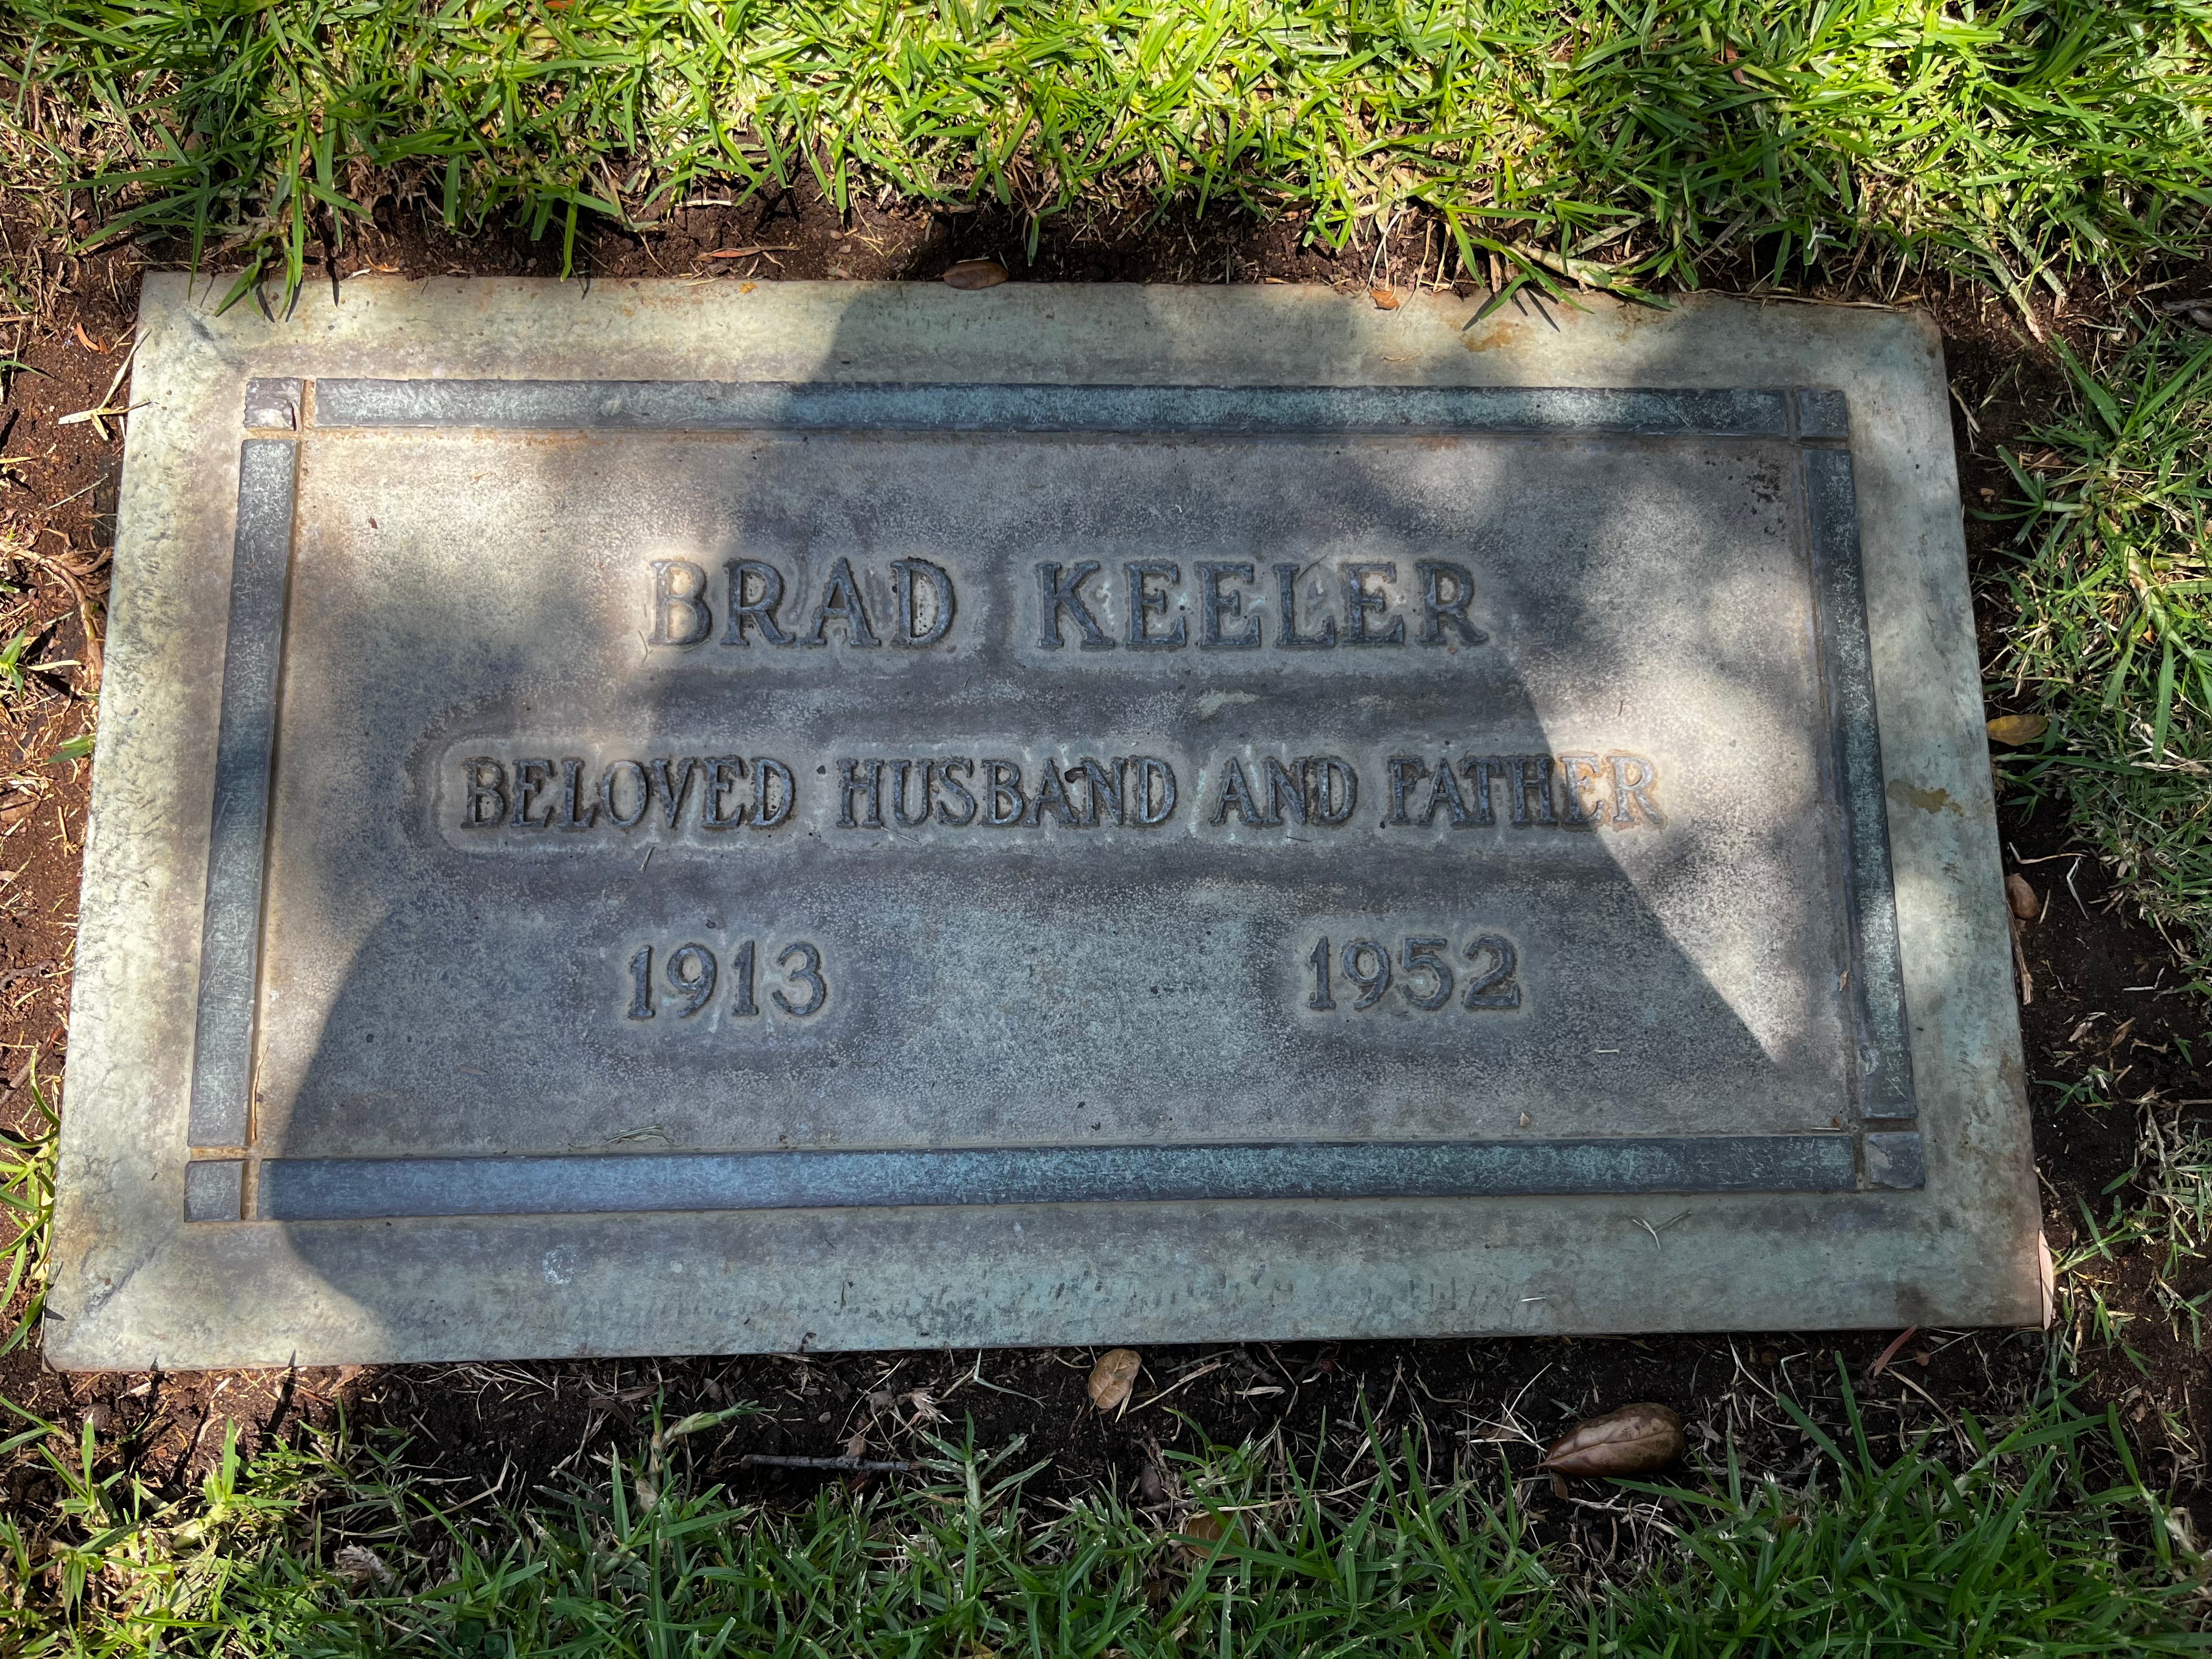 BRAD KEELER
BELOVED HUSBAND AND FATHER
1913 1952